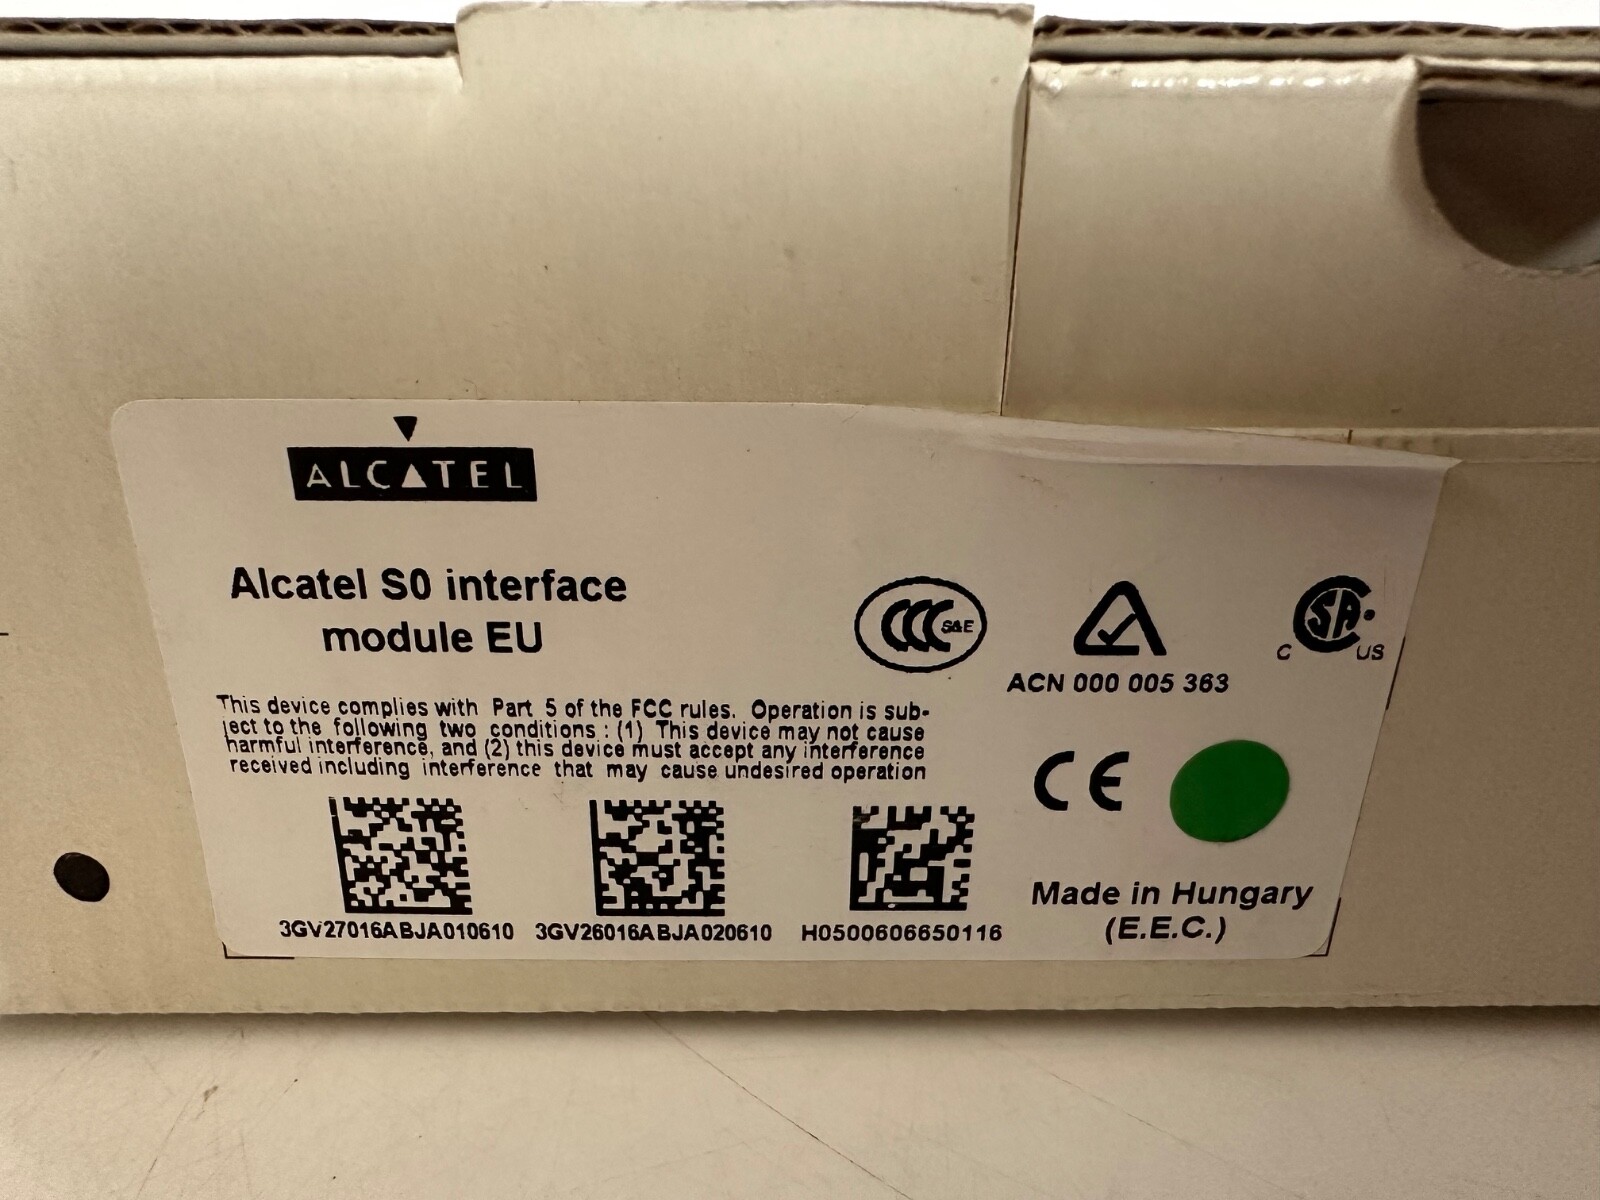 ALCATEL
Alcatel S0 interface
module EU
S&E
ACN 000 005 363
SA
C US
This device complies with Part 5 of the FCC rules. Operation is sub-
ject to the following two conditions : (1) This device may not cause
harmful interference, and (2) this device must accept any interference
received including interference that may cause undesired operation
CE
3GV27016ABJA010610 3GV26016ABJA020610 H0500606650116
Made in Hungary
(E.E.C.)